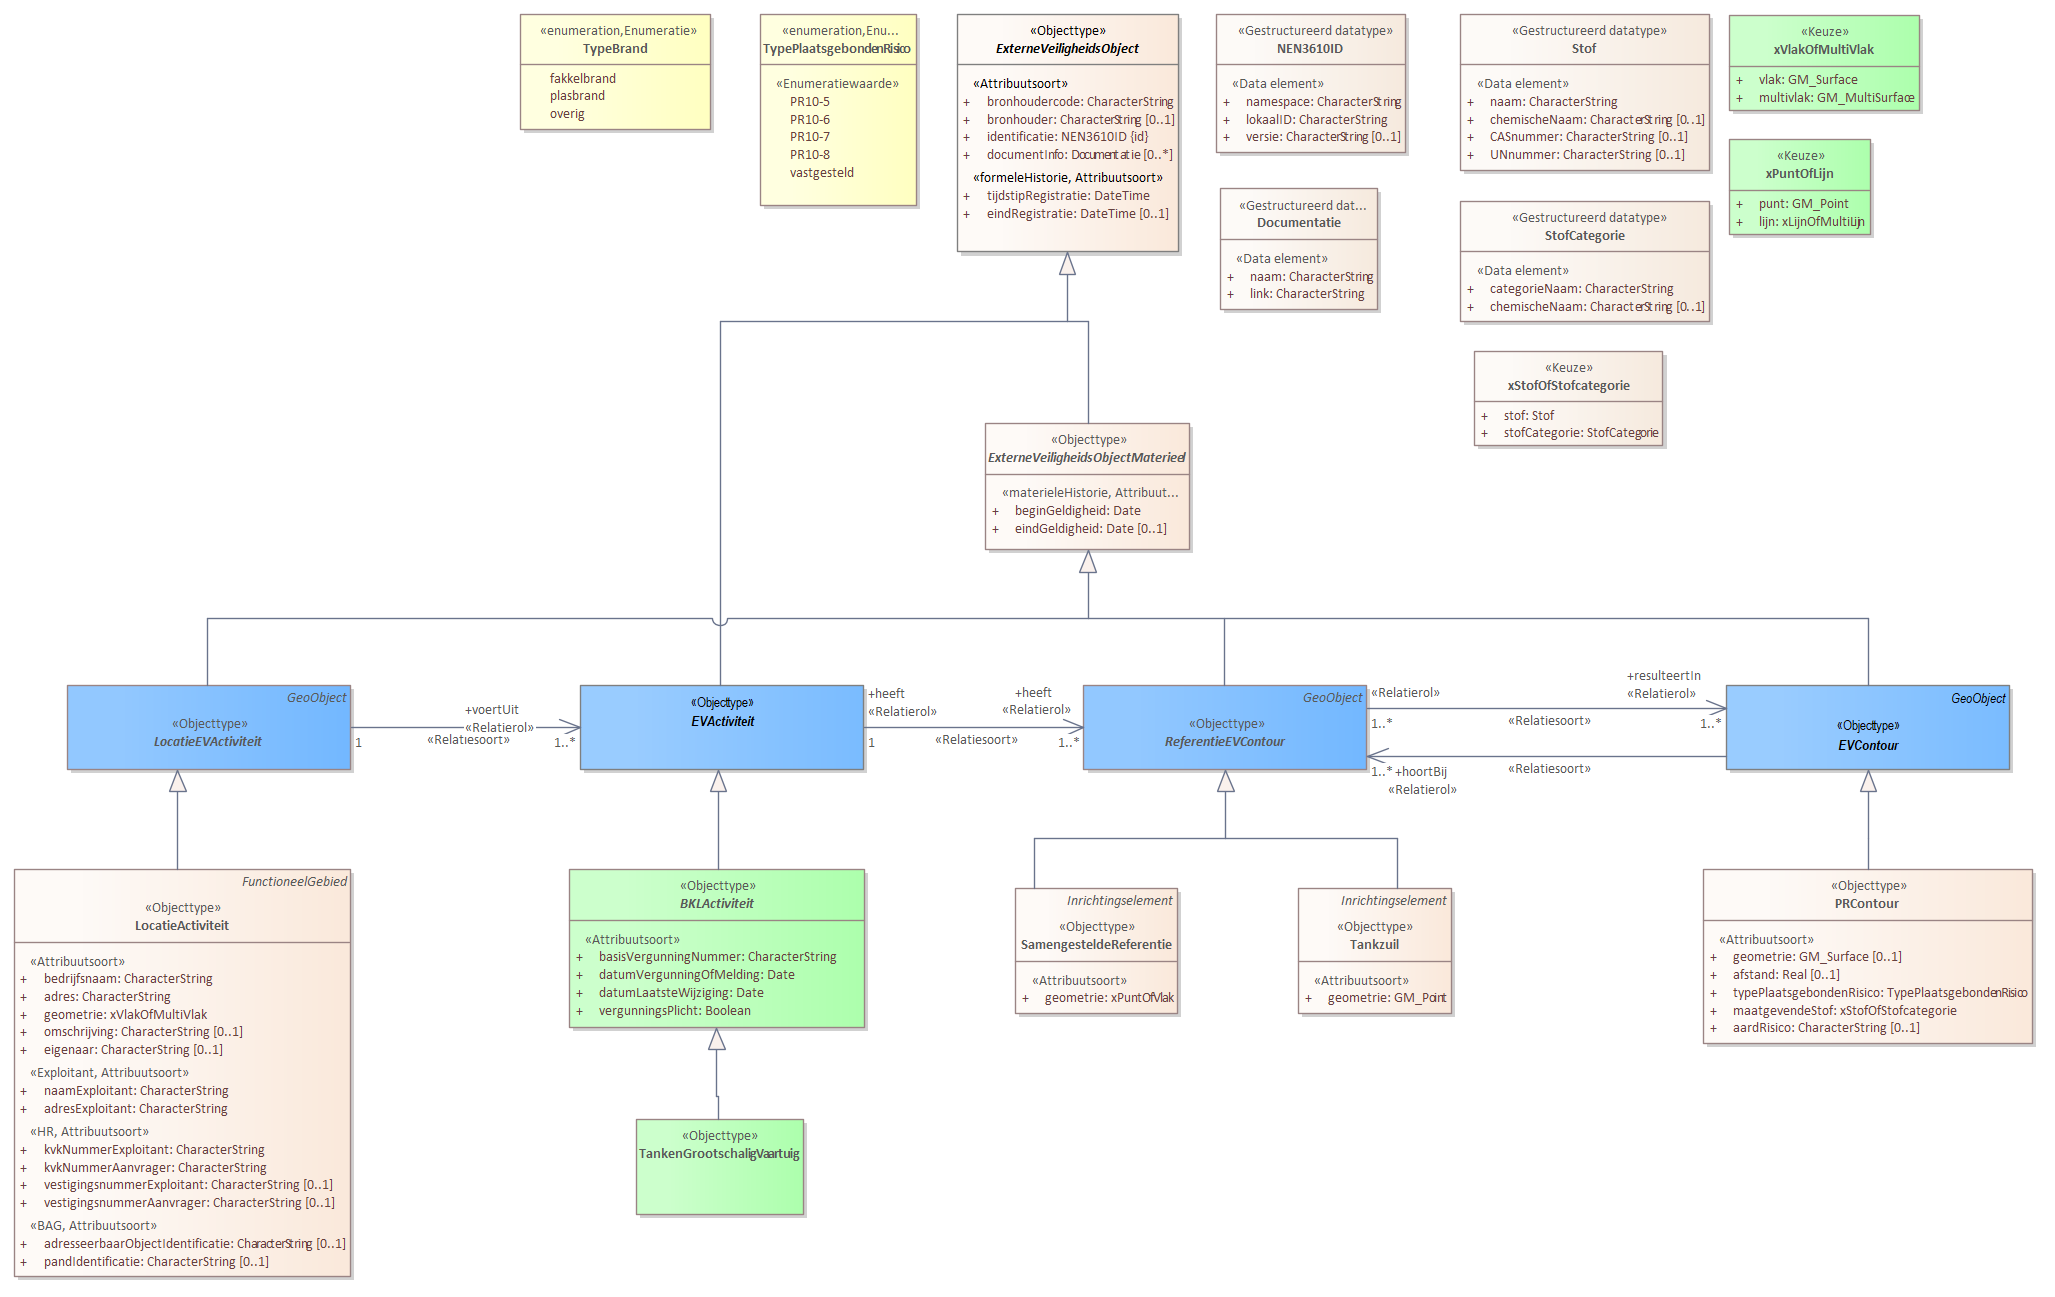 «enumeration,Enumeratie»
TypeBrand
fakkelbrand
plasbrand
overig
«enumeration,Enu...
TypePlaatsgebondenRisico
«Enumeratiewaarde»
PR10-5
PR10-6
PR10-7
PR10-8
vastgesteld
«Objecttype»
ExterneVeiligheidsObject
«Attribuutsoort»
+ bronhoudercode: CharacterString
+ bronhouder: CharacterString [0..1]
+ identificatie: NEN3610ID {id}
+ documentInfo: Documentatie [0..*]
«formeleHistorie, Attribuutsoort»
+ tijdstipRegistratie: DateTime
+ eindRegistratie: DateTime [0..1]
«Gestructureerd datatype»
NEN3610ID
«Data element»
+ namespace: CharacterString
+ lokaalID: CharacterString
+ versie: CharacterString [0..1]
«Gestructureerd dat...
Documentatie
«Data element»
+ naam: CharacterString
+ link: CharacterString
«Gestructureerd datatype»
Stof
«Data element»
+ naam: CharacterString
+ chemischeNaam: CharacterString [0..1]
+ CASnummer: CharacterString [0..1]
+ UNnummer: CharacterString [0..1]
«Gestructureerd datatype»
StofCategorie
«Data element»
+ categorieNaam: CharacterString
+ chemischeNaam: CharacterString [0..1]
«Keuze»
xStofOfStofcategorie
+ stof: Stof
+ stofCategorie: StofCategorie
«Keuze»
xVlakOfMultiVlak
+ vlak: GM_Surface
+ multivlak: GM_MultiSurface
«Keuze»
xPuntOfLijn
+ punt: GM_Point
+ lijn: xLijnOfMultiLijn
«Objecttype»
ExterneVeiligheidsObjectMaterieel
«materieleHistorie, Attribuut...
+ beginGeldigheid: Date
+ eindGeldigheid: Date [0..1]
GeoObject
«Objecttype»
LocatieEVActiviteit
+voertUit
«Relatierol»
1
«Relatiesoort»
1..*
«Objecttype»
EVActiviteit
+heeft
«Relatierol»
1
«Relatiesoort»
+heeft
«Relatierol»
1..*
GeoObject
«Objecttype»
ReferentieEVContour
«Relatierol»
1..*
«Relatiesoort»
+resulteertIn
«Relatierol»
1..*
1..* +hoortBij
«Relatierol»
«Relatiesoort»
GeoObject
«Objecttype»
EVContour
FunctioneelGebied
«Objecttype»
LocatieActiviteit
«Attribuutsoort»
+ bedrijfsnaam: CharacterString
+ adres: CharacterString
+ geometrie: xVlakOfMultiVlak
+ omschrijving: CharacterString [0..1]
+ eigenaar: CharacterString [0..1]
«Exploitant, Attribuutsoort»
+ naamExploitant: CharacterString
+ adresExploitant: CharacterString
«HR, Attribuutsoort»
+ kvkNummerExploitant: CharacterString
+ kvkNummerAanvrager: CharacterString
+ vestigingsnummerExploitant: CharacterString [0..1]
+ vestigingsnummerAanvrager: CharacterString [0..1]
«BAG, Attribuutsoort»
+ adresseerbaarObjectIdentificatie: CharacterString [0..1]
+ pandIdentificatie: CharacterString [0..1]
«Objecttype»
BKLActiviteit
«Attribuutsoort»
+ basisVergunningNummer: CharacterString
+ datumVergunningOfMelding: Date
+ datumLaatsteWijziging: Date
+ vergunningsPlicht: Boolean
«Objecttype»
TankenGrootschaligVaartuig
Inrichtingselement
«Objecttype»
SamengesteldeReferentie
«Attribuutsoort»
+ geometrie: xPuntOfVlak
Inrichtingselement
«Objecttype»
Tankzuil
«Attribuutsoort»
+ geometrie: GM_Point
«Objecttype»
PRContour
«Attribuutsoort»
+ geometrie: GM_Surface [0..1]
+ afstand: Real [0..1]
+ typePlaatsgebondenRisico: TypePlaatsgebondenRisico
+ maatgevendeStof: xStofOfStofcategorie
+ aardRisico: CharacterString [0..1]